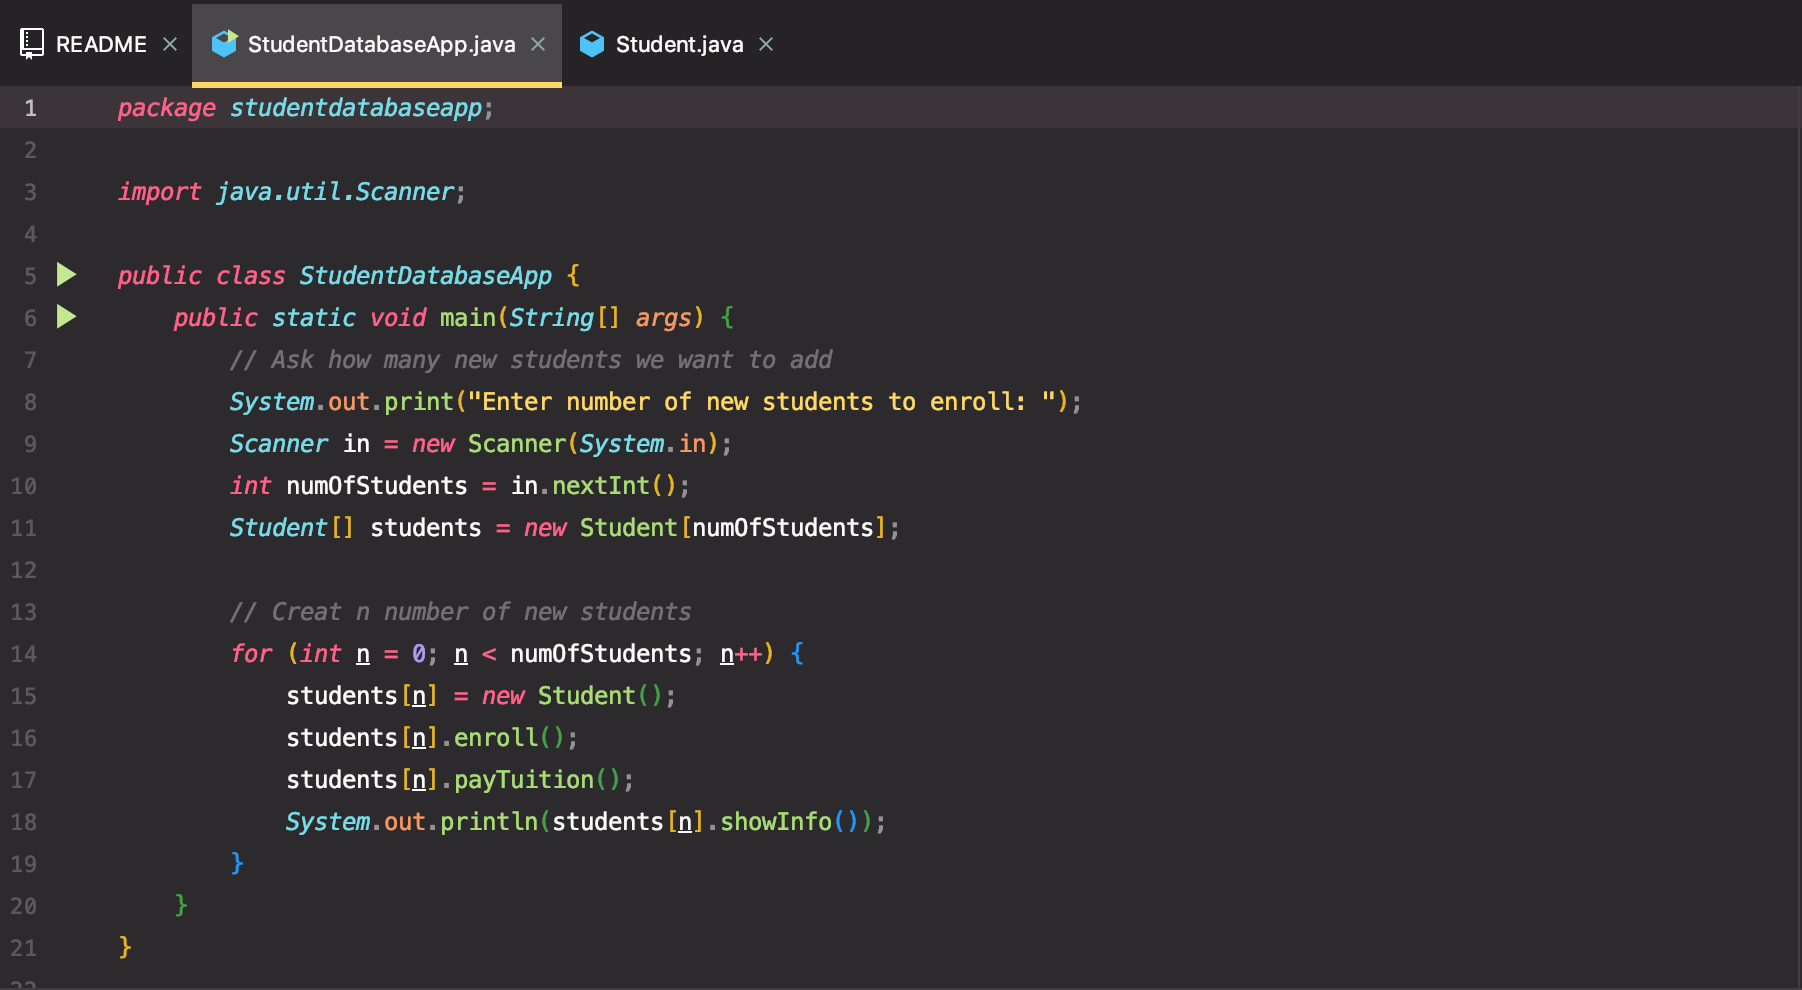 README × StudentDatabaseApp.java × Student.java ×
1 package studentdatabaseapp;
2
3 import java.util.Scanner;
4
5 public class StudentDatabaseApp {
6     public static void main(String[] args) {
7         // Ask how many new students we want to add
8         System.out.print("Enter number of new students to enroll: ");
9         Scanner in = new Scanner(System.in);
10         int numOfStudents = in.nextInt();
11         Student[] students = new Student[numOfStudents];
12
13         // Creat n number of new students
14         for (int n = 0; n < numOfStudents; n++) {
15             students[n] = new Student();
16             students[n].enroll();
17             students[n].payTuition();
18             System.out.println(students[n].showInfo());
19         }
20     }
21 }